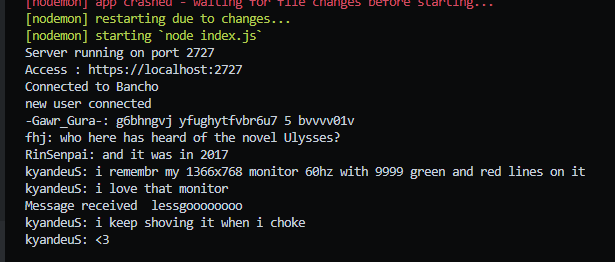 [nodemon] app crashed - waiting for file changes before starting...
[nodemon] restarting due to changes...
[nodemon] starting `node index.js`
Server running on port 2727
Access : https://localhost:2727
Connected to Bancho
new user connected
-Gawr_Gura-: g6bhngvj yfughytfvbr6u7 5 bvvvv01v
fhj: who here has heard of the novel Ulysses?
RinSenpai: and it was in 2017
kyandeuS: i remembr my 1366x768 monitor 60hz with 9999 green and red lines on it
kyandeuS: i love that monitor
Message received  lessgoooooooo
kyandeuS: i keep shoving it when i choke
kyandeuS: <3